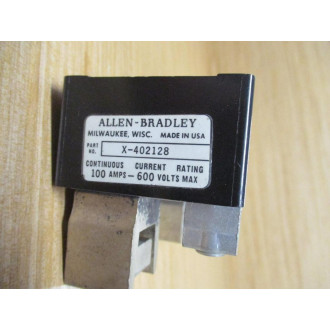 ALLEN-BRADLEY
MILWAUKEE, WISC. MADE IN USA
PART NO. X-402128
CONTINUOUS CURRENT RATING
100 AMPS - 600 VOLTS MAX